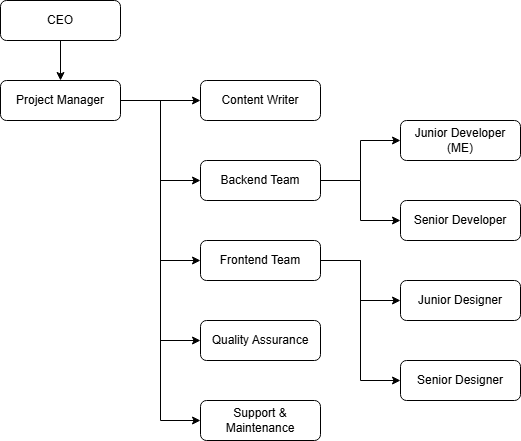 CEO
Project Manager
Content Writer
Junior Developer
(ME)
Backend Team
Senior Developer
Frontend Team
Junior Designer
Quality Assurance
Senior Designer
Support &
Maintenance